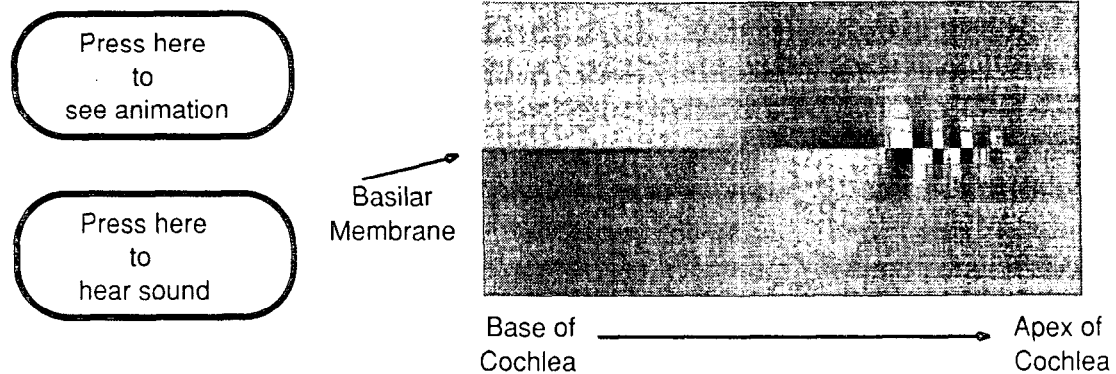 Press here
to
see animation
Press here
to
hear sound
Basilar
Membrane
Base of
Cochlea
Apex of
Cochlea